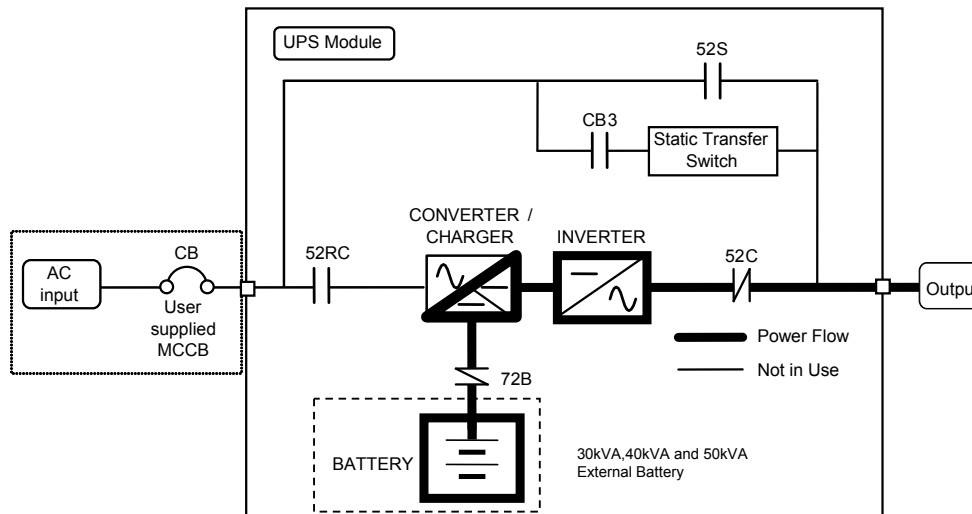 UPS Module
52S
CB3
Static Transfer
Switch
CONVERTER /
CHARGER
INVERTER
52C
52RC
CB
AC
input
User
supplied
MCCB
Output
Power Flow
Not in Use
72B
BATTERY
30kVA,40kVA and 50kVA
External Battery